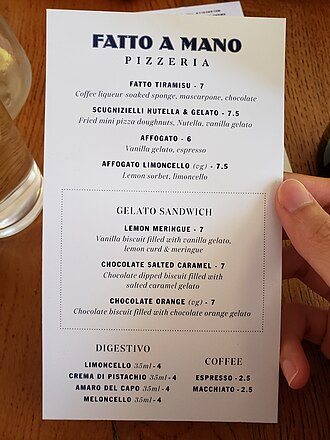 FATTO A MANO
PIZZERIA
FATTO TIRAMISU - 7
Coffee liqueur soaked sponge, mascarpone, chocolate
SCUGNIZIELLI NUTELLA & GELATO - 7.5
Fried mini pizza doughnuts, Nutella, vanilla gelato
AFFOGATO - 6
Vanilla gelato, espresso
AFFOGATO LIMONCELLO (vg) - 7.5
Lemon sorbet, limoncello
GELATO SANDWICH
LEMON MERINGUE - 7
Vanilla biscuit filled with vanilla gelato,
lemon curd & meringue
CHOCOLATE SALTED CARAMEL - 7
Chocolate dipped biscuit filled with
salted caramel gelato
CHOCOLATE ORANGE (vg) - 7
Chocolate biscuit filled with chocolate orange gelato
DIGESTIVO
LIMONCELLO 35ml - 4
CREMA DI PISTACHIO 35ml - 4
AMARO DEL CAPO 35ml - 4
MELONCELLO 35ml - 4
COFFEE
ESPRESSO - 2.5
MACCHIATO - 2.5